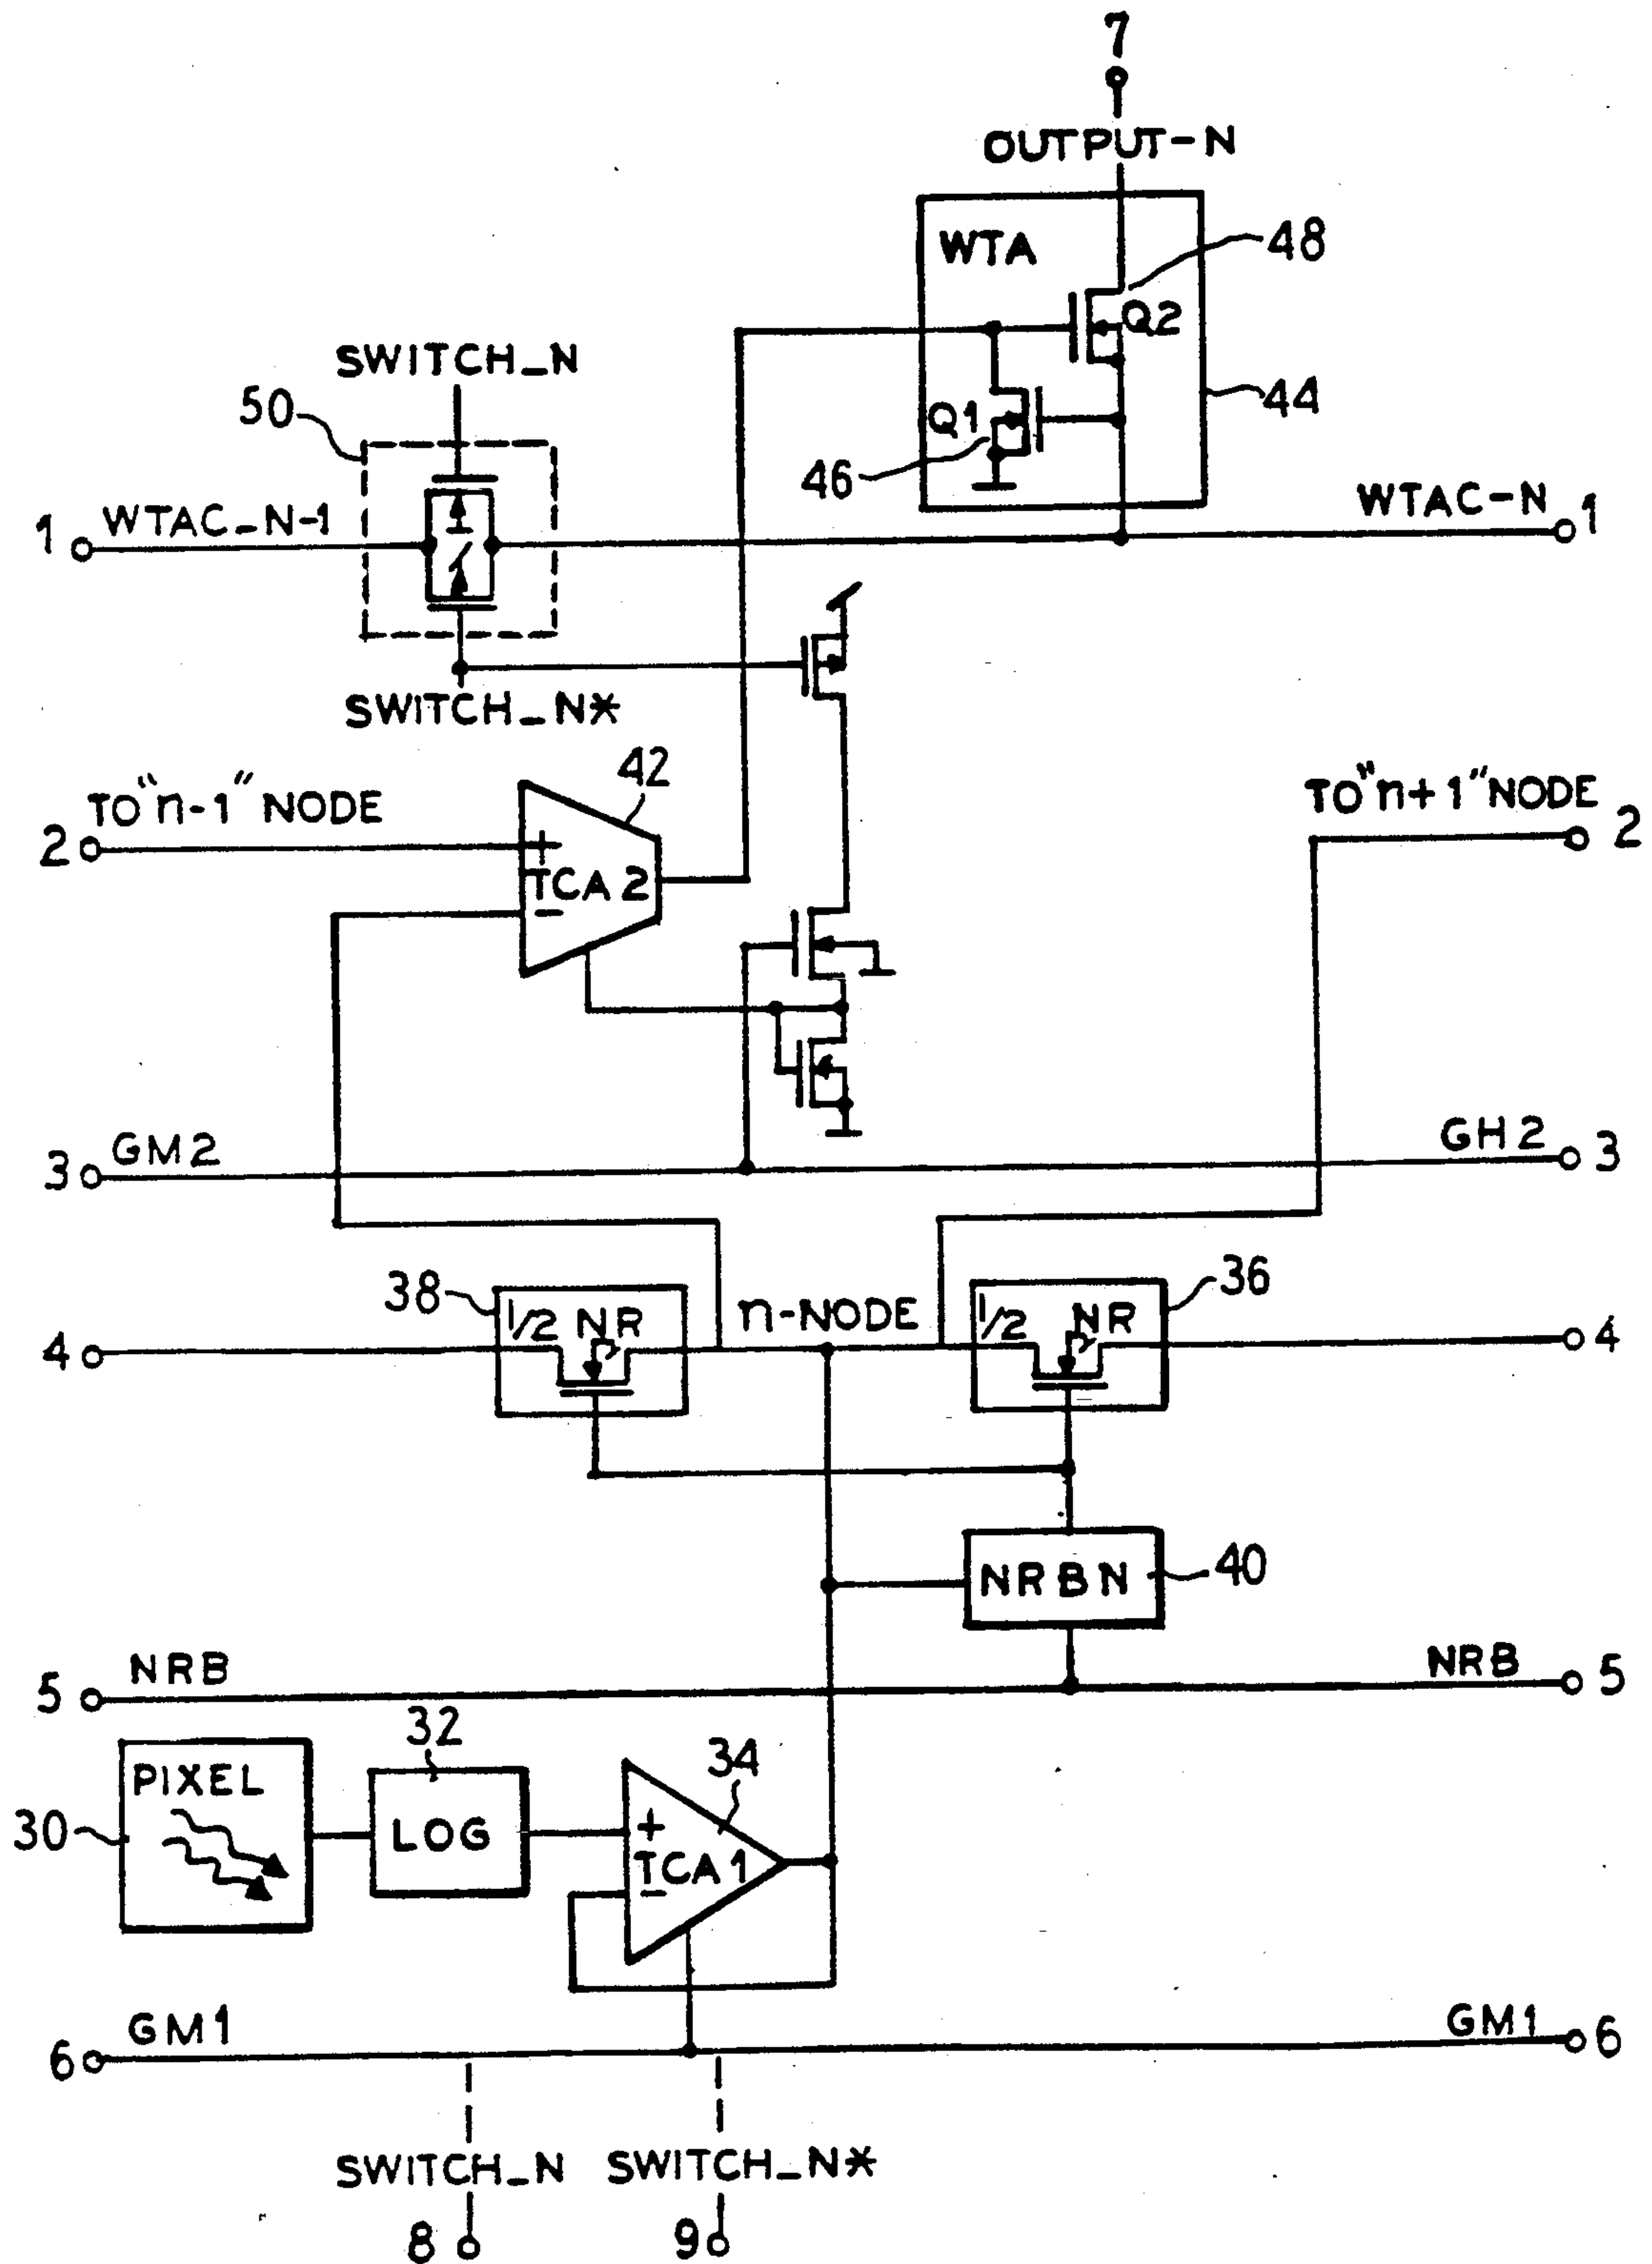 7
OUTPUT-N
WTA
48
Q2
SWITCH_N
50
44
Q1
46
1 WTAC_N-1
WTAC-N 1
SWITCH_N*
42
TO "n-1" NODE
TO "n+1" NODE
2
2
+
TCA 2
-
3 GM2
GH2 3
38
1/2 NR
n-NODE
1/2 NR
36
4
4
NRBN
40
5 NRB
NRB 5
32
34
PIXEL
30
LOG
+
TCA 1
-
6 GM1
GM1 6
SWITCH_N SWITCH_N*
8 9